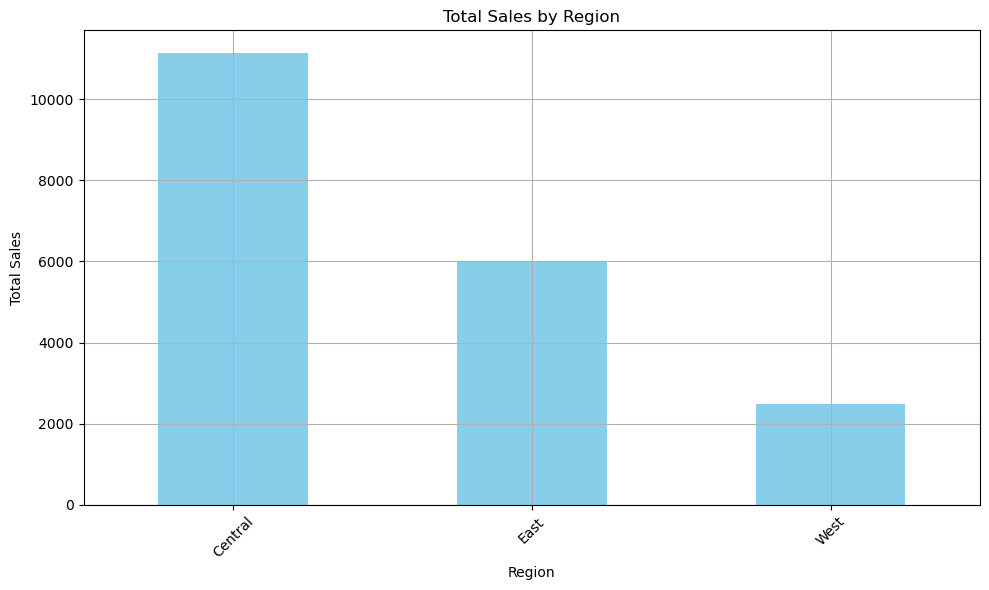 Total Sales by Region
Total Sales
10000
8000
6000
4000
2000
0
Central
East
West
Region